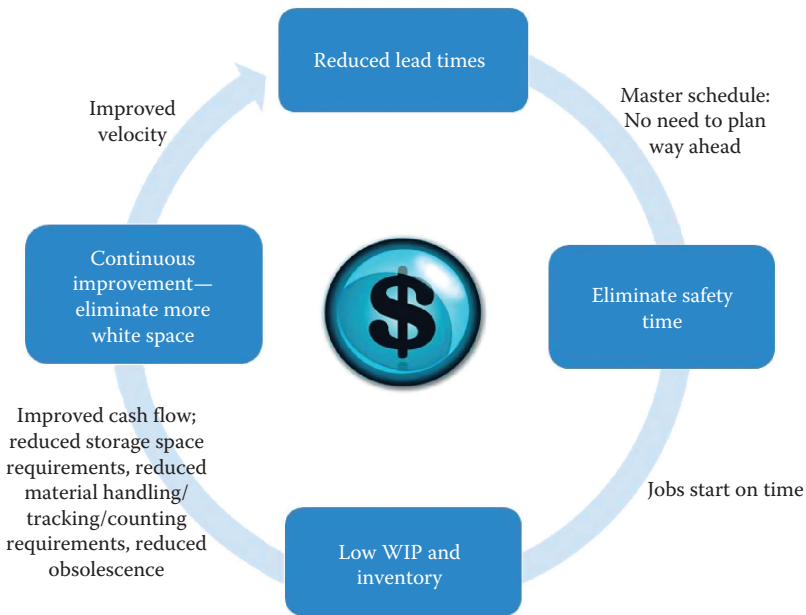 Reduced lead times
Master schedule:
No need to plan
way ahead
Eliminate safety
time
Jobs start on time
Low WIP and
inventory
Improved cash flow;
reduced storage space
requirements, reduced
material handling/
tracking/counting
requirements, reduced
obsolescence
Continuous
improvement—
eliminate more
white space
Improved
velocity
$